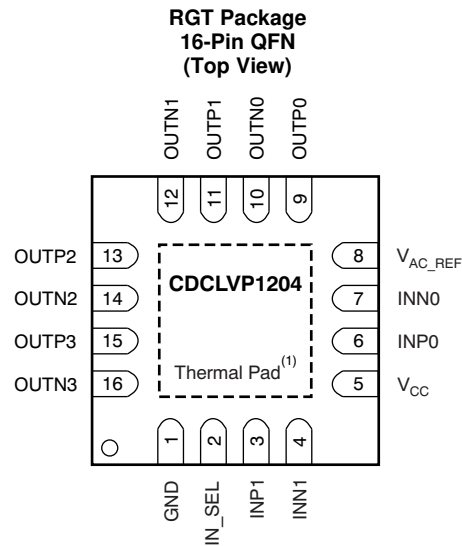 RGT Package
16-Pin QFN
(Top View)
OUTN1
OUTP1
OUTN0
OUTP0
12
11
10
9
OUTP2 13
OUTN2 14
OUTP3 15
OUTN3 16
CDCLVP1204
Thermal Pad(1)
8 VAC_REF
7 INN0
6 INP0
5 VCC
1
2
3
4
GND
IN_SEL
INP1
INN1